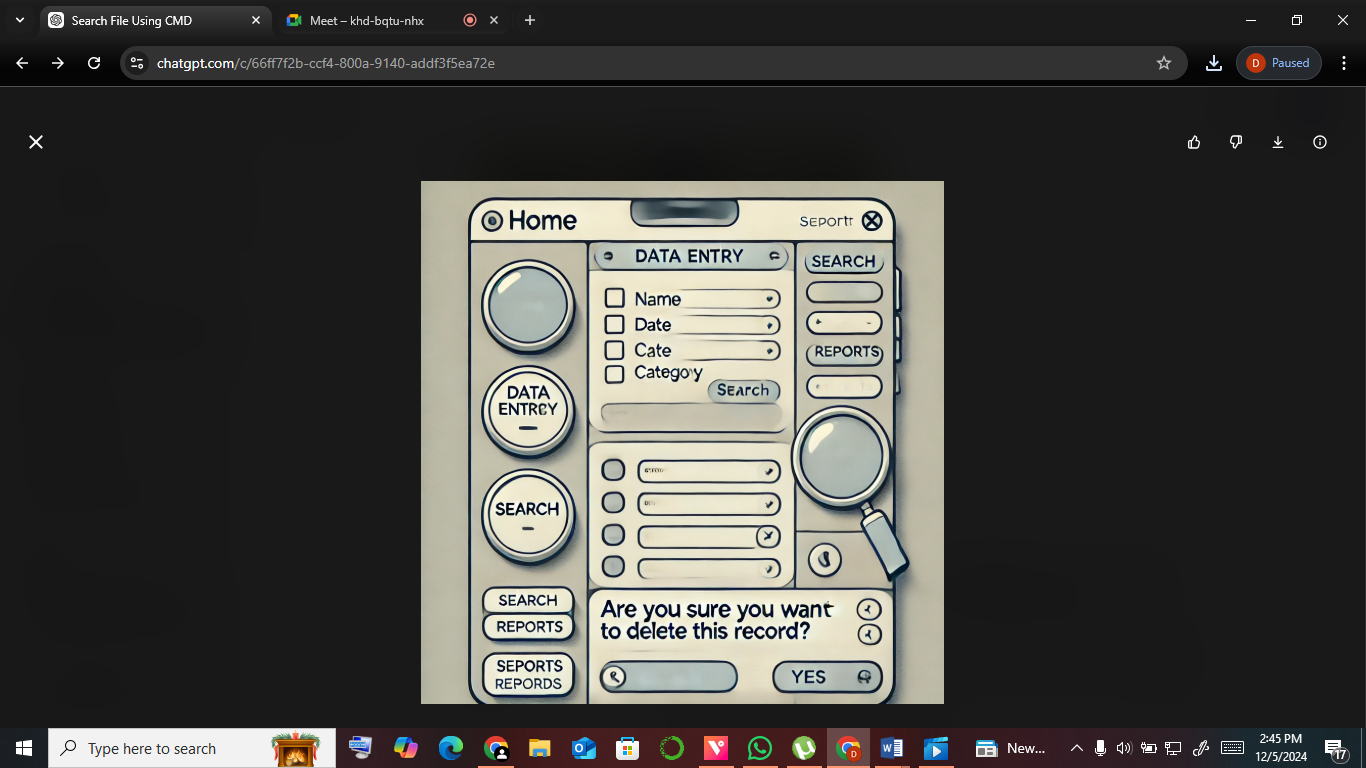 Search File Using CMD
Meet – khd-bqtu-nhx
chatgpt.com/c/66ff7f2b-ccf4-800a-9140-addf3f5ea72e
D
Paused
Home
SEPORTT
DATA ENTRY
Name
Date
Cate
Categoy
Search
SEARCH
REPORTS
DATA
ENTRCY
SEARCH
SEARCH
REPORTS
SEPORTS
REPORDS
Are you sure you want
to delete this record?
YES
Type here to search
New...
2:45 PM
12/5/2024
17